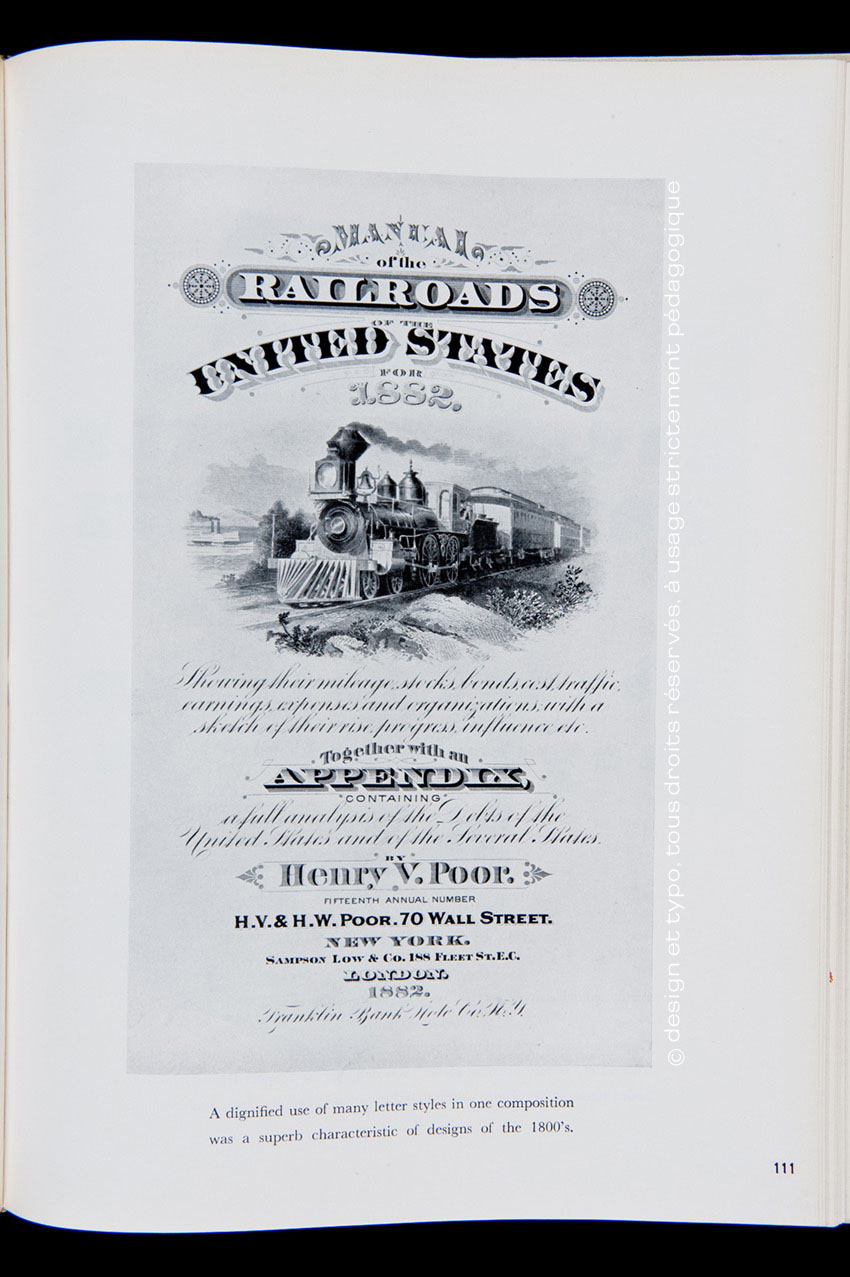 MANUAL
of the
RAILROADS
OF THE
UNITED STATES
FOR
1882.
Showing their mileage, stocks, bonds, cost, traffic,
earnings, expenses and organizations; with a
sketch of their rise, progress, influence etc.
Together with an
APPENDIX,
"CONTAINING"
a full analysis of the Debts of the
United States and of the Several States.
BY
Henry V. Poor.
FIFTEENTH ANNUAL NUMBER
H.V. & H.W. POOR. 70 WALL STREET.
NEW YORK.
SAMPSON LOW & CO. 188 FLEET ST. E.C.
LONDON.
1882.
Franklin Bank Note Co. N.Y.
A dignified use of many letter styles in one composition
was a superb characteristic of designs of the 1800's.
111
© design et typo, tous droits réservés, à usage strictement pédagogique